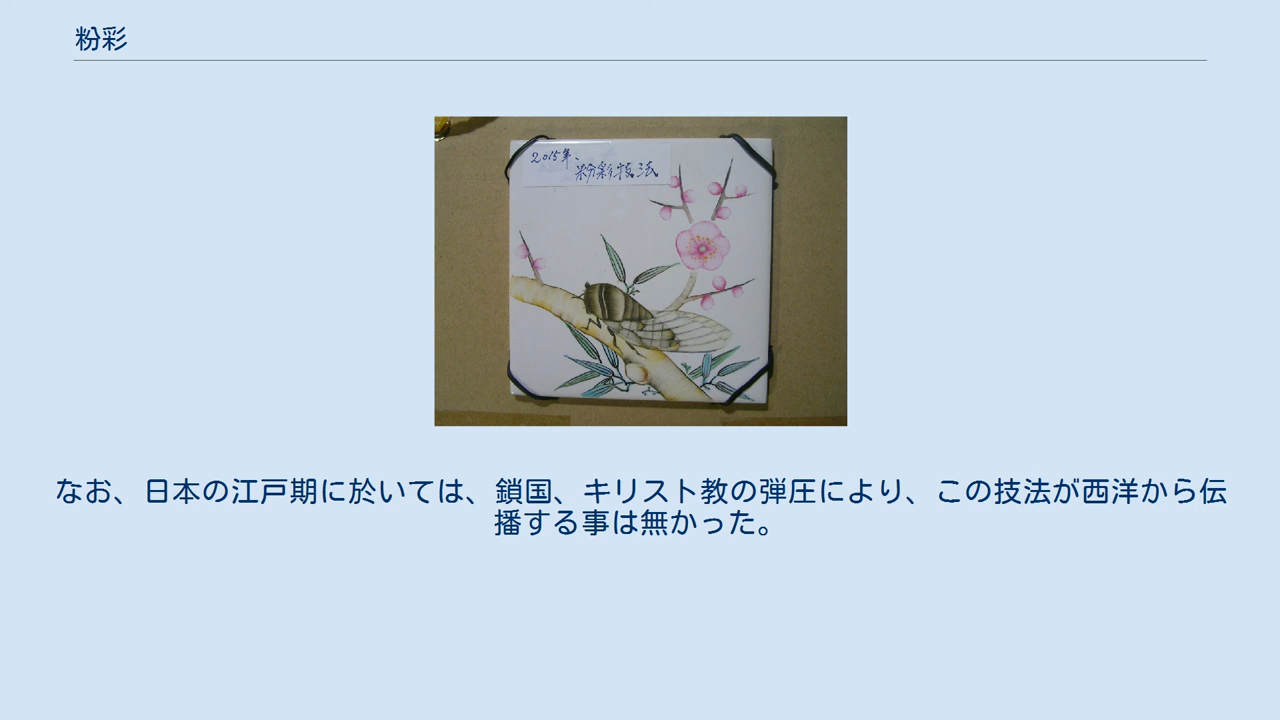 粉彩
2015年、
粉彩技法
なお、日本の江戸期に於いては、鎖国、キリスト教の弾圧により、この技法が西洋から伝
播する事は無かった。